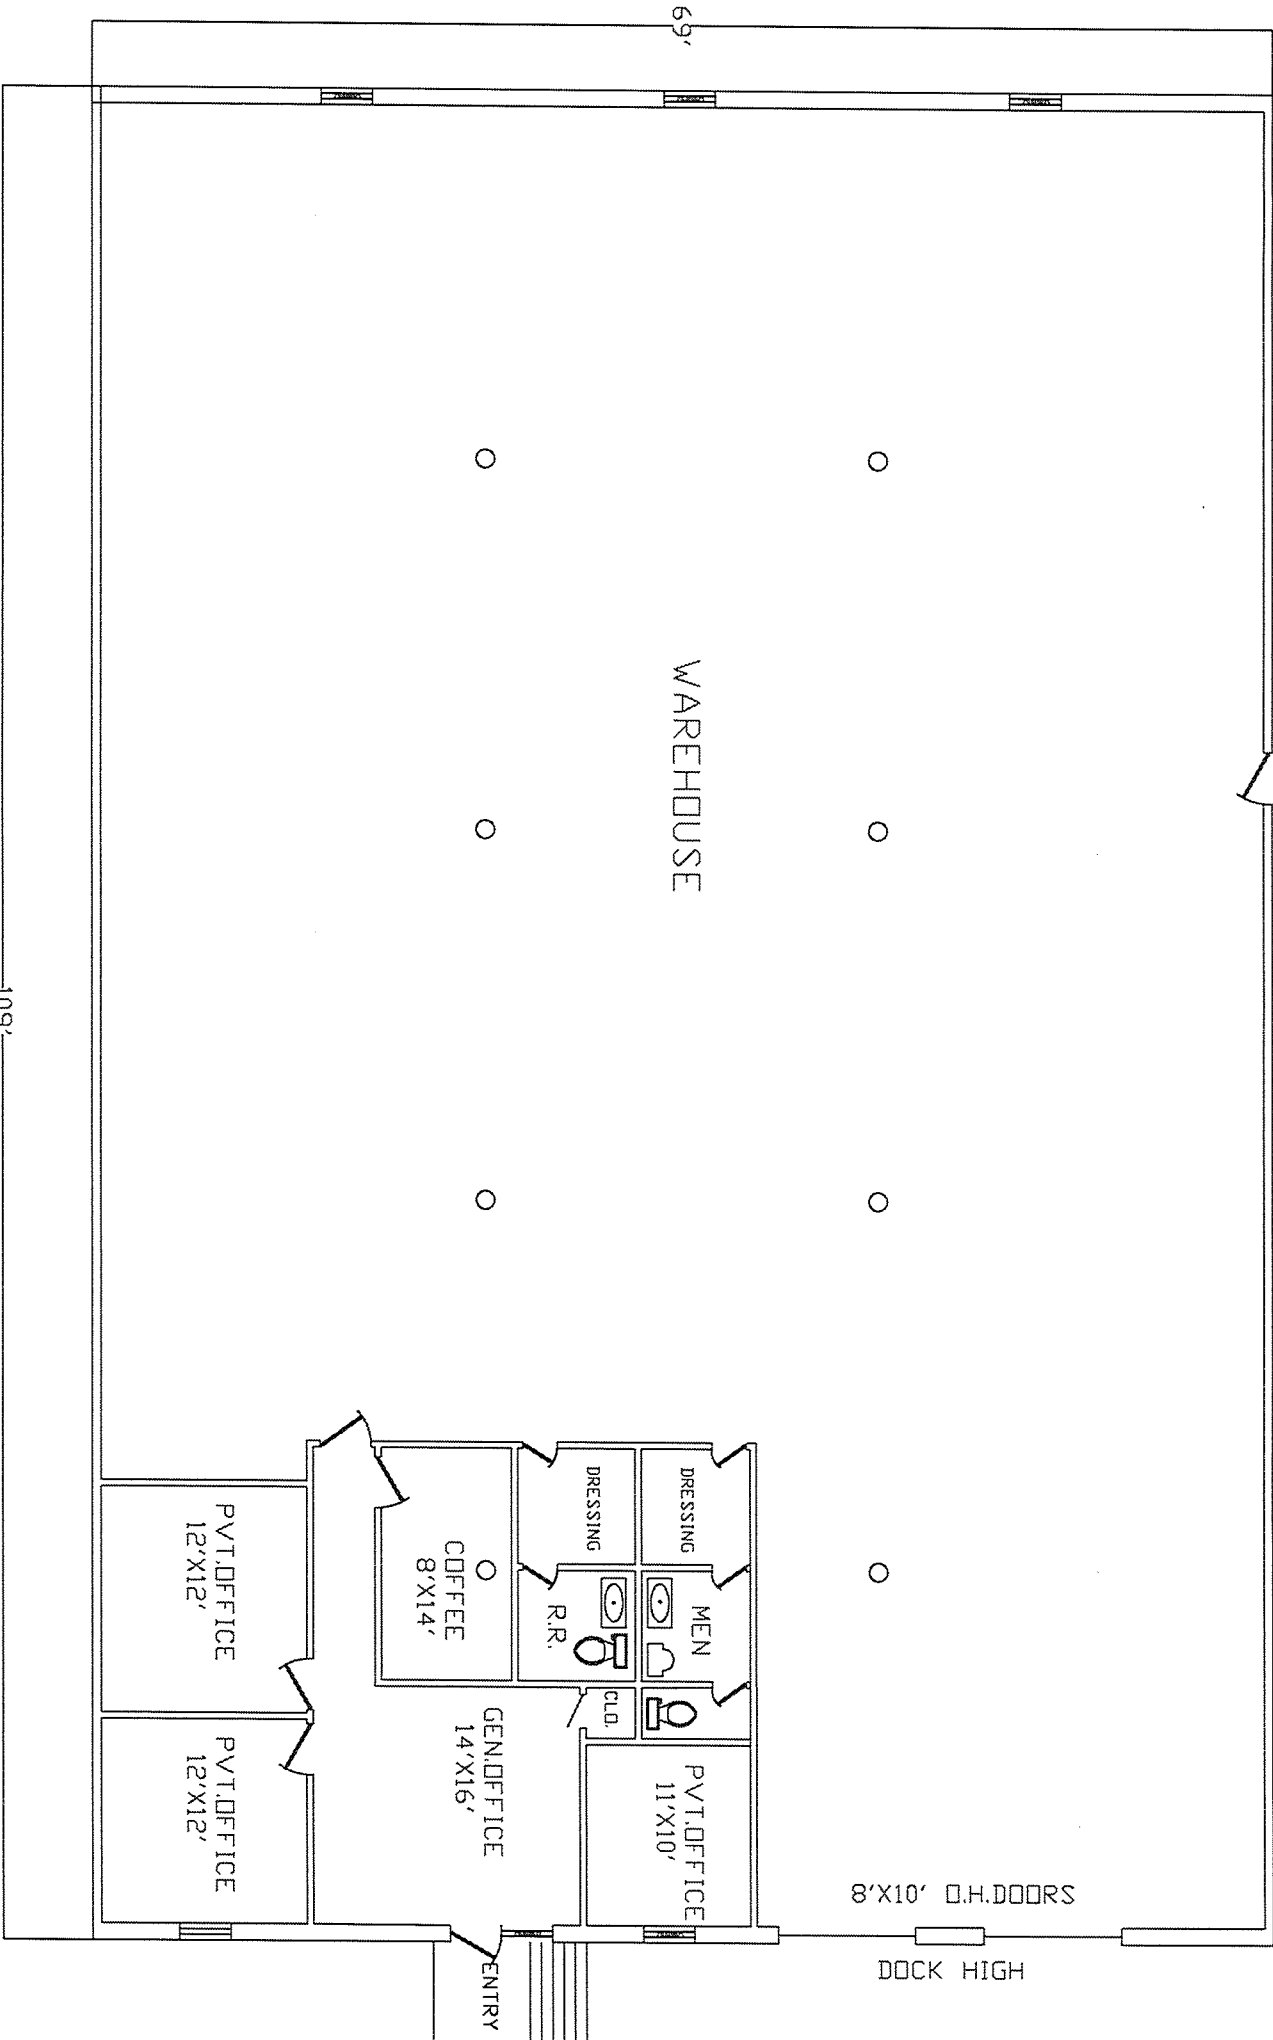 69'
109'
WAREHOUSE
DRESSING
DRESSING
MEN
R.R.
COFFEE
8'X14'
CLO.
GEN.OFFICE
14'X16'
PVT.OFFICE
12'X12'
PVT.OFFICE
12'X12'
PVT.OFFICE
11'X10'
8'X10' O.H.DOORS
DOCK HIGH
ENTRY